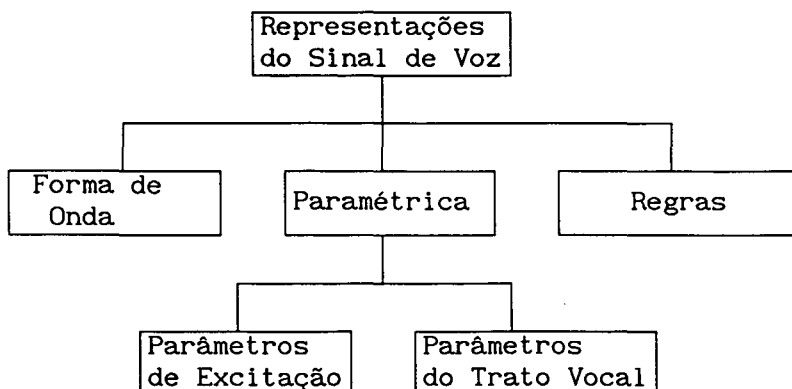 Representações
do Sinal de Voz
Forma de
Onda
Paramétrica
Regras
Parâmetros
de Excitação
Parâmetros
do Trato Vocal